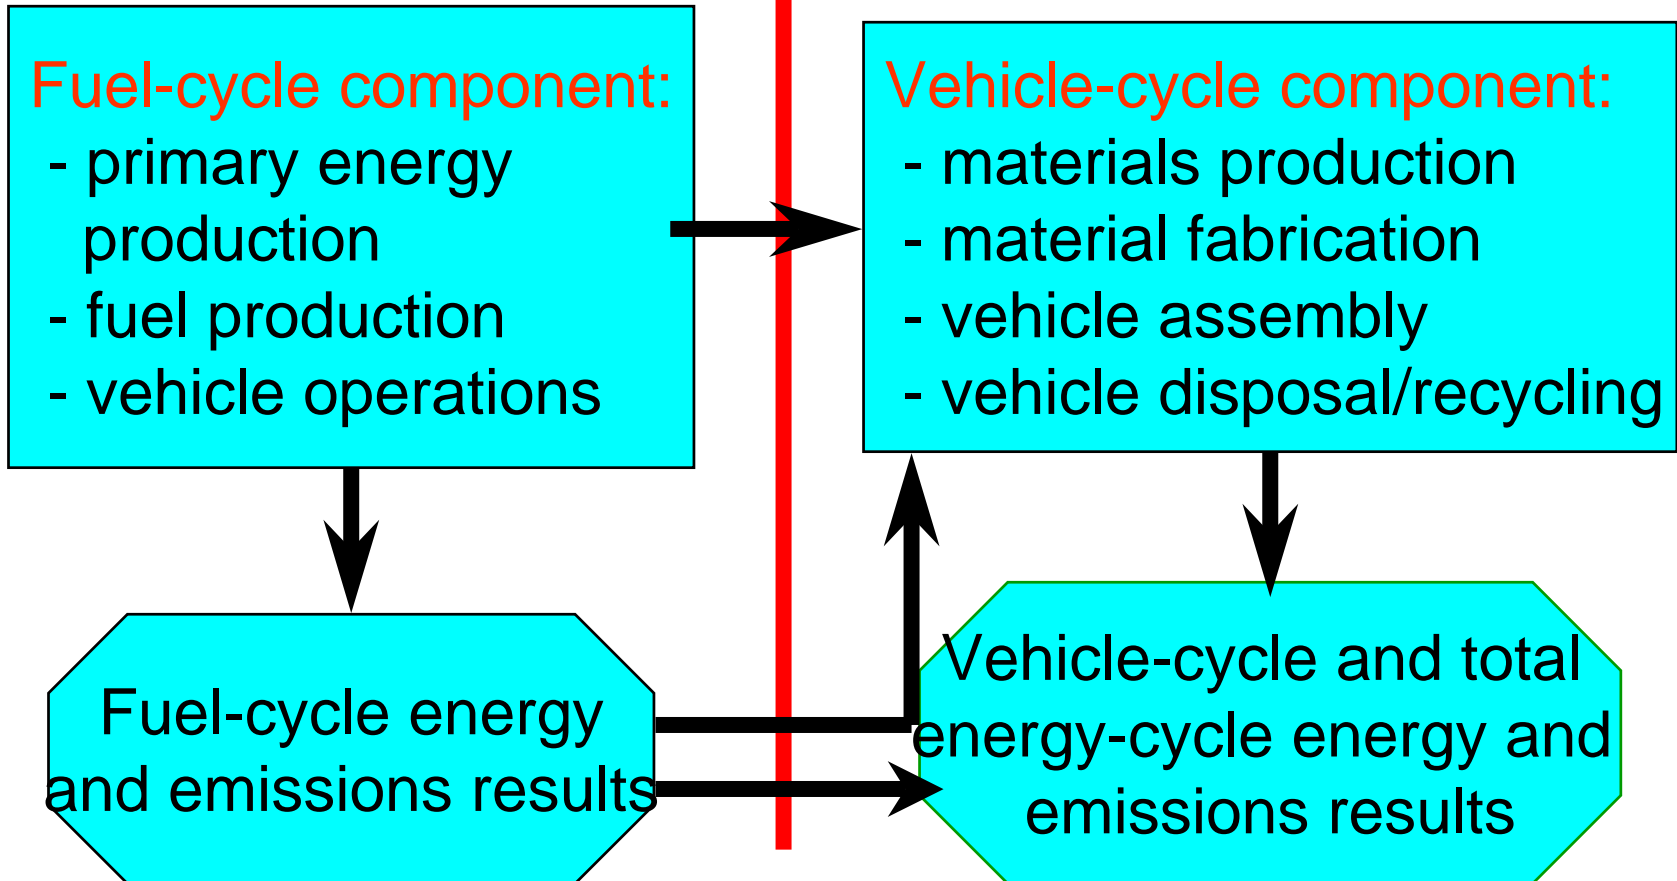 Fuel-cycle component:
- primary energy
production
- fuel production
- vehicle operations
Vehicle-cycle component:
- materials production
- material fabrication
- vehicle assembly
- vehicle disposal/recycling
Fuel-cycle energy
and emissions results
Vehicle-cycle and total
energy-cycle energy and
emissions results